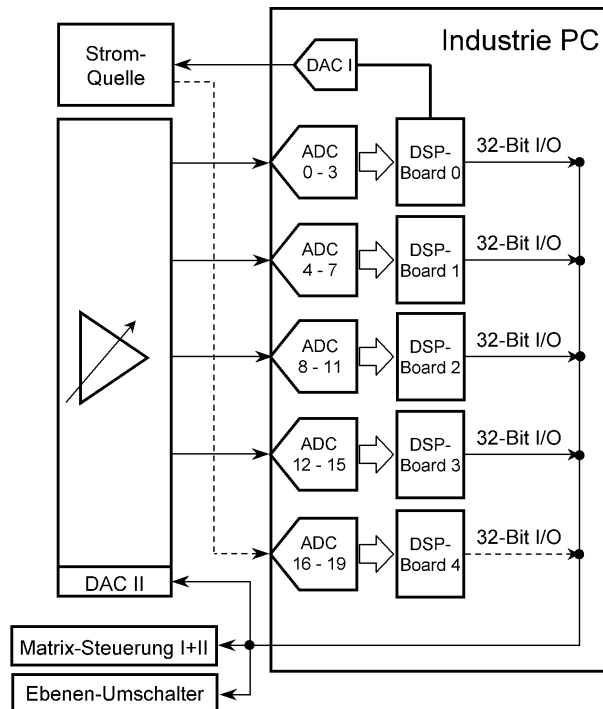 Industrie PC
Strom-
Quelle
DAC I
ADC
0 - 3
DSP-
Board 0
32-Bit I/O
ADC
4 - 7
DSP-
Board 1
32-Bit I/O
ADC
8 - 11
DSP-
Board 2
32-Bit I/O
ADC
12 - 15
DSP-
Board 3
32-Bit I/O
ADC
16 - 19
DSP-
Board 4
32-Bit I/O
DAC II
Matrix-Steuerung I+II
Ebenen-Umschalter